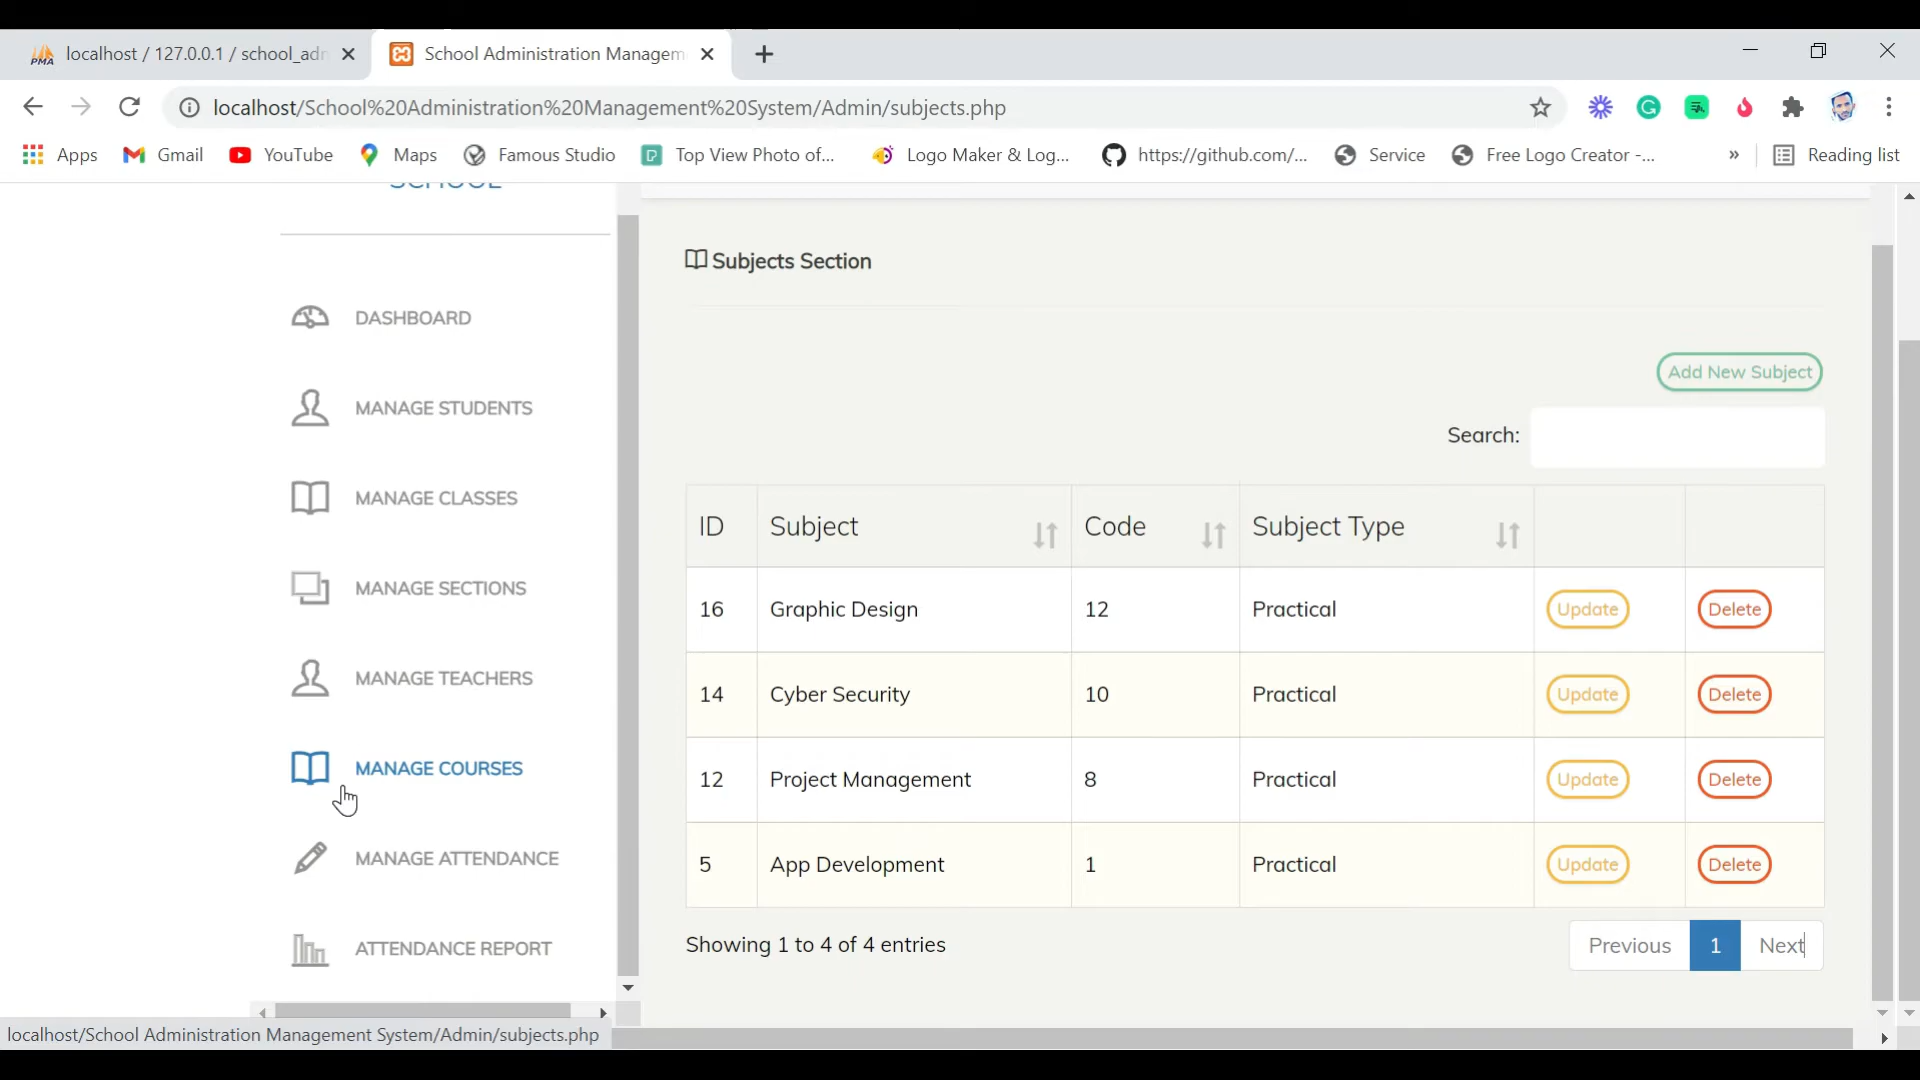 localhost / 127.0.0.1 / school_adn
School Administration Managem
localhost/School%20Administration%20Management%20System/Admin/subjects.php
Apps
Gmail
YouTube
Maps
Famous Studio
Top View Photo of...
Logo Maker & Log...
https://github.com/...
Service
Free Logo Creator -...
»
Reading list
SCHOOL
DASHBOARD
MANAGE STUDENTS
MANAGE CLASSES
MANAGE SECTIONS
MANAGE TEACHERS
MANAGE COURSES
MANAGE ATTENDANCE
ATTENDANCE REPORT
Subjects Section
Add New Subject
Search:
ID Subject Code Subject Type
16 Graphic Design 12 Practical Update Delete
14 Cyber Security 10 Practical Update Delete
12 Project Management 8 Practical Update Delete
5 App Development 1 Practical Update Delete
Showing 1 to 4 of 4 entries
Previous 1 Next
localhost/School Administration Management System/Admin/subjects.php